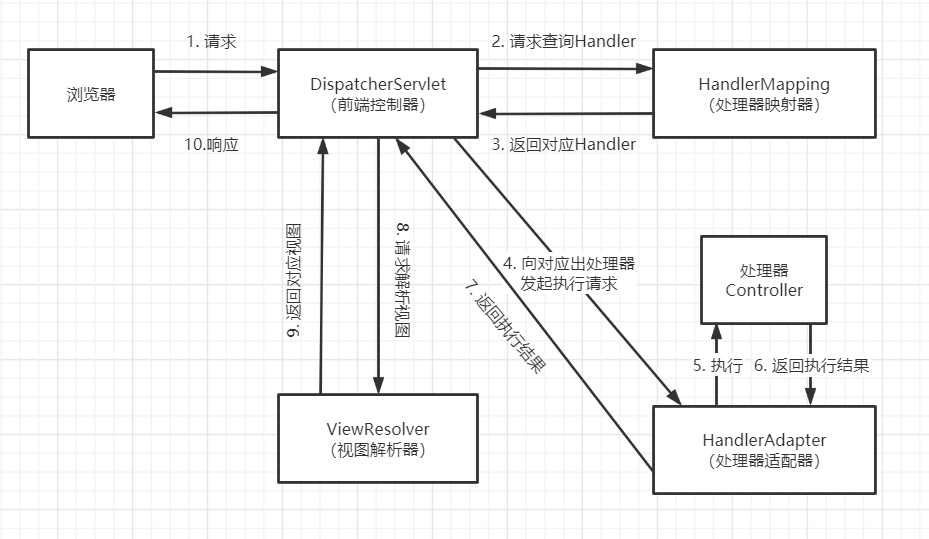 1. 请求
2. 请求查询Handler
浏览器
DispatcherServlet
（前端控制器）
HandlerMapping
（处理器映射器）
10.响应
3. 返回对应Handler
9. 返回对应视图
8. 请求解析视图
4. 向对应出处理器
发起执行请求
7. 返回执行结果
处理器
Controller
5. 执行
6. 返回执行结果
ViewResolver
（视图解析器）
HandlerAdapter
（处理器适配器）